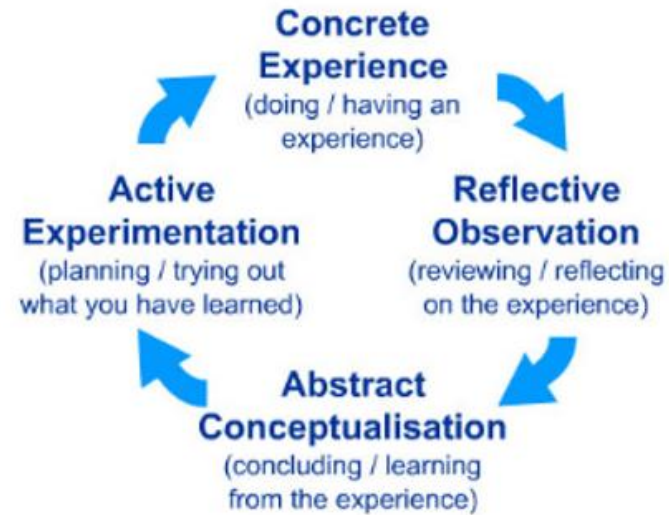 Concrete
Experience
(doing / having an
experience)
Reflective
Observation
(reviewing / reflecting
on the experience)
Abstract
Conceptualisation
(concluding / learning
from the experience)
Active
Experimentation
(planning / trying out
what you have learned)